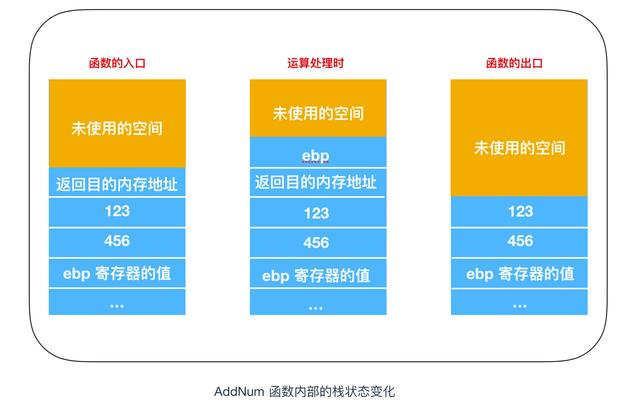 函数的入口
未使用的空间
返回目的内存地址
123
456
ebp 寄存器的值
...
运算处理时
未使用的空间
ebp
返回目的内存地址
123
456
ebp 寄存器的值
...
函数的出口
未使用的空间
123
456
ebp 寄存器的值
...
AddNum 函数内部的栈状态变化